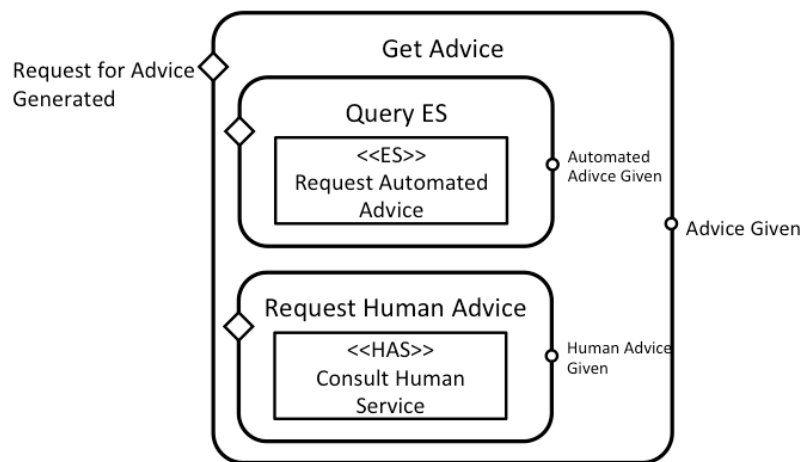 Get Advice
Request for Advice
Generated
Query ES
<<ES>>
Request Automated
Advice
Automated
Adivce Given
Advice Given
Request Human Advice
<<HAS>>
Consult Human
Service
Human Advice
Given